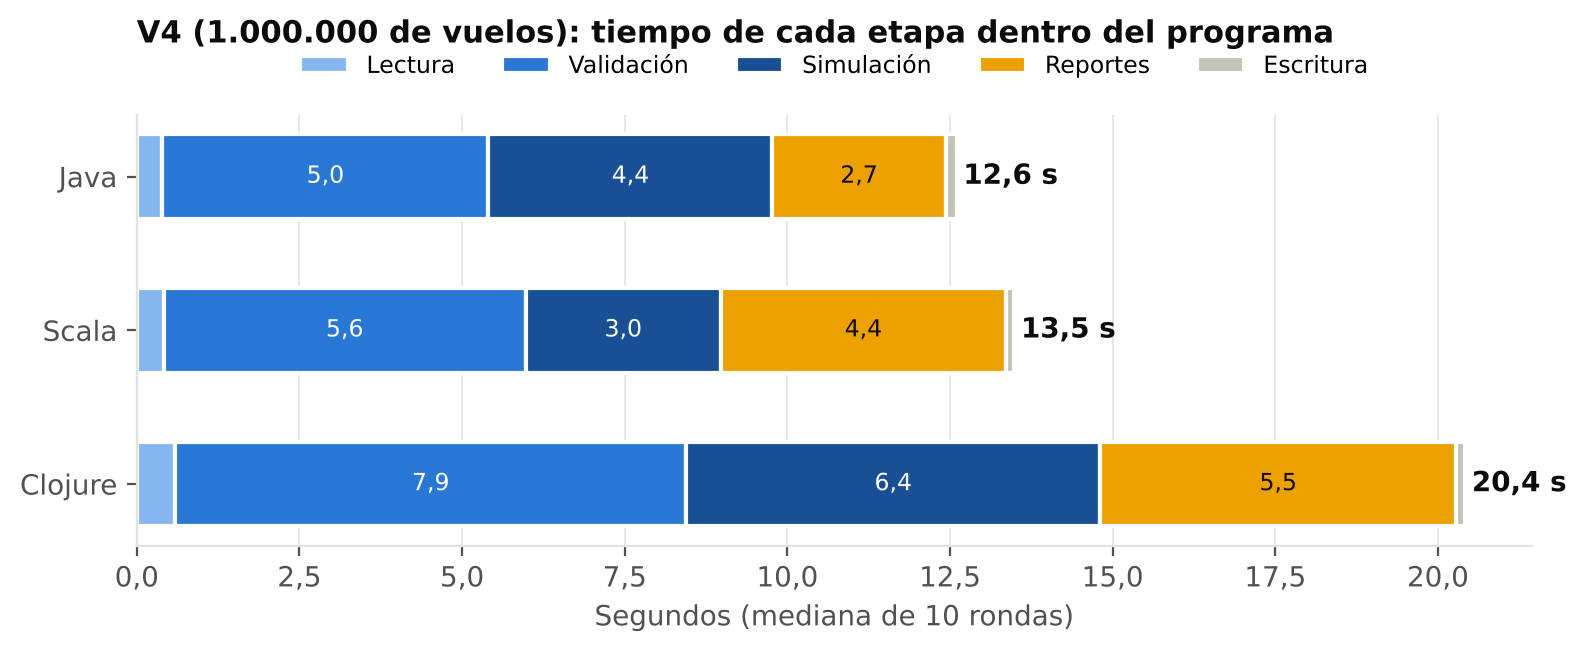 V4 (1.000.000 de vuelos): tiempo de cada etapa dentro del programa
Lectura Validación Simulación Reportes Escritura
Java 5,0 4,4 2,7 12,6 s
Scala 5,6 3,0 4,4 13,5 s
Clojure 7,9 6,4 5,5 20,4 s
0,0 2,5 5,0 7,5 10,0 12,5 15,0 17,5 20,0
Segundos (mediana de 10 rondas)